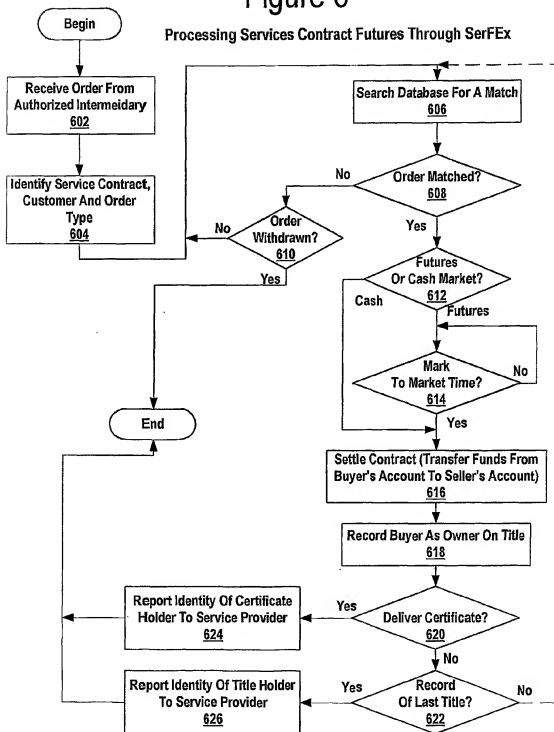 Figure 6
Begin
Processing Services Contract Futures Through SerFEx
Receive Order From
Authorized Intermeidary
602
Search Database For A Match
606
Identify Service Contract,
Customer And Order
Type
604
No
Order Matched?
608
Yes
No
Order
Withdrawn?
610
Yes
Futures
Or Cash Market?
612
Cash
Futures
Mark
To Market Time?
614
No
Yes
End
Settle Contract (Transfer Funds From
Buyer's Account To Seller's Account)
616
Record Buyer As Owner On Title
618
Report Identity Of Certificate
Holder To Service Provider
624
Yes
Deliver Certificate?
620
No
Report Identity Of Title Holder
To Service Provider
626
Yes
Record
Of Last Title?
622
No